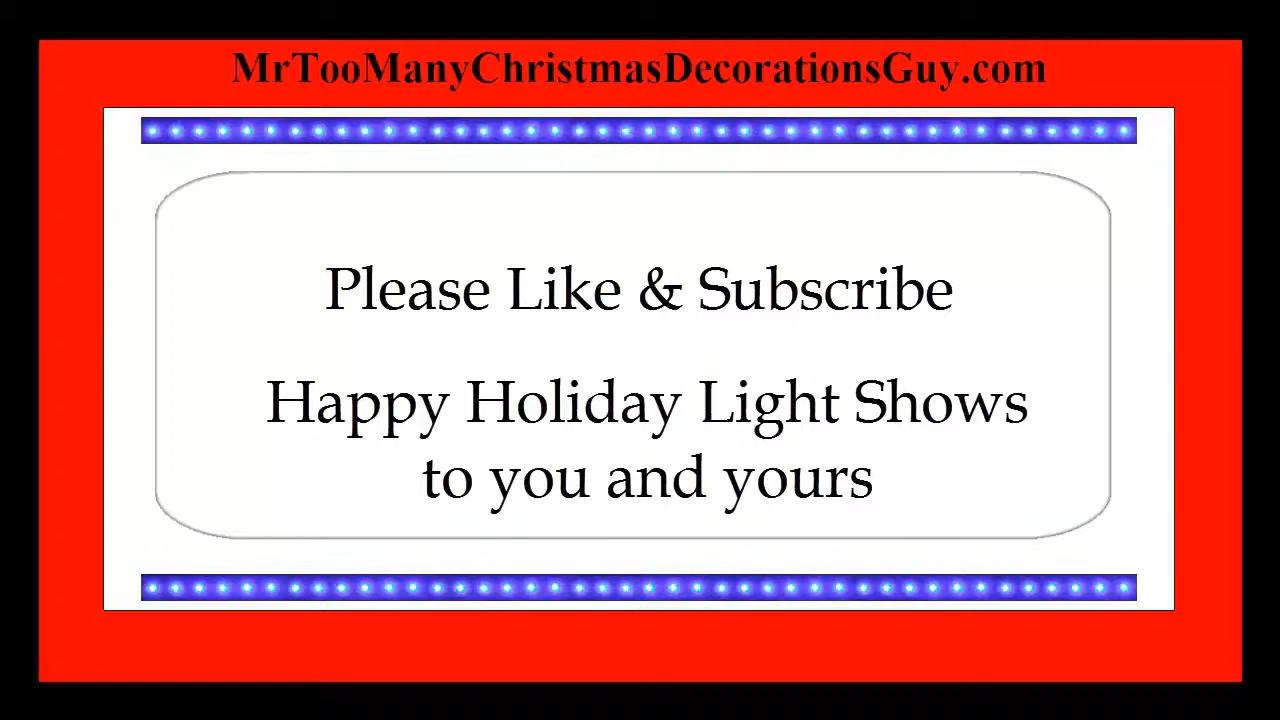 MrTooManyChristmasDecorationsGuy.com
Please Like & Subscribe
Happy Holiday Light Shows
to you and yours